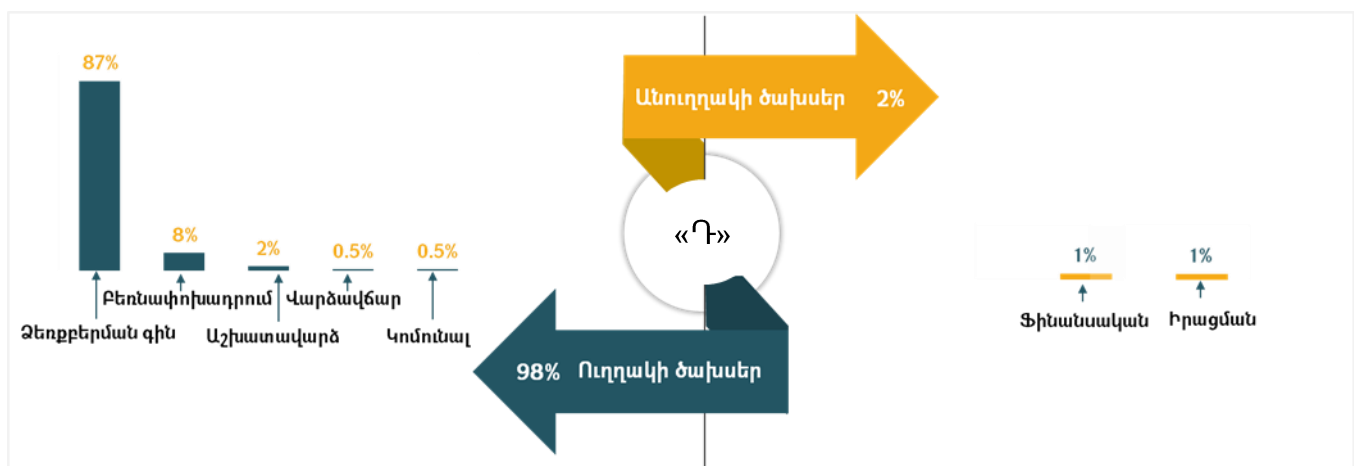 87%
8%
2%
0.5%
0.5%
Ձեռքբերման գին
Բեռնափոխադրում
Աշխատավարձ
Վարձավճար
Կոմունալ
Անուղղակի ծախսեր 2%
«Դ»
98% Ուղղակի ծախսեր
1%
1%
Ֆինանսական
Իրացման